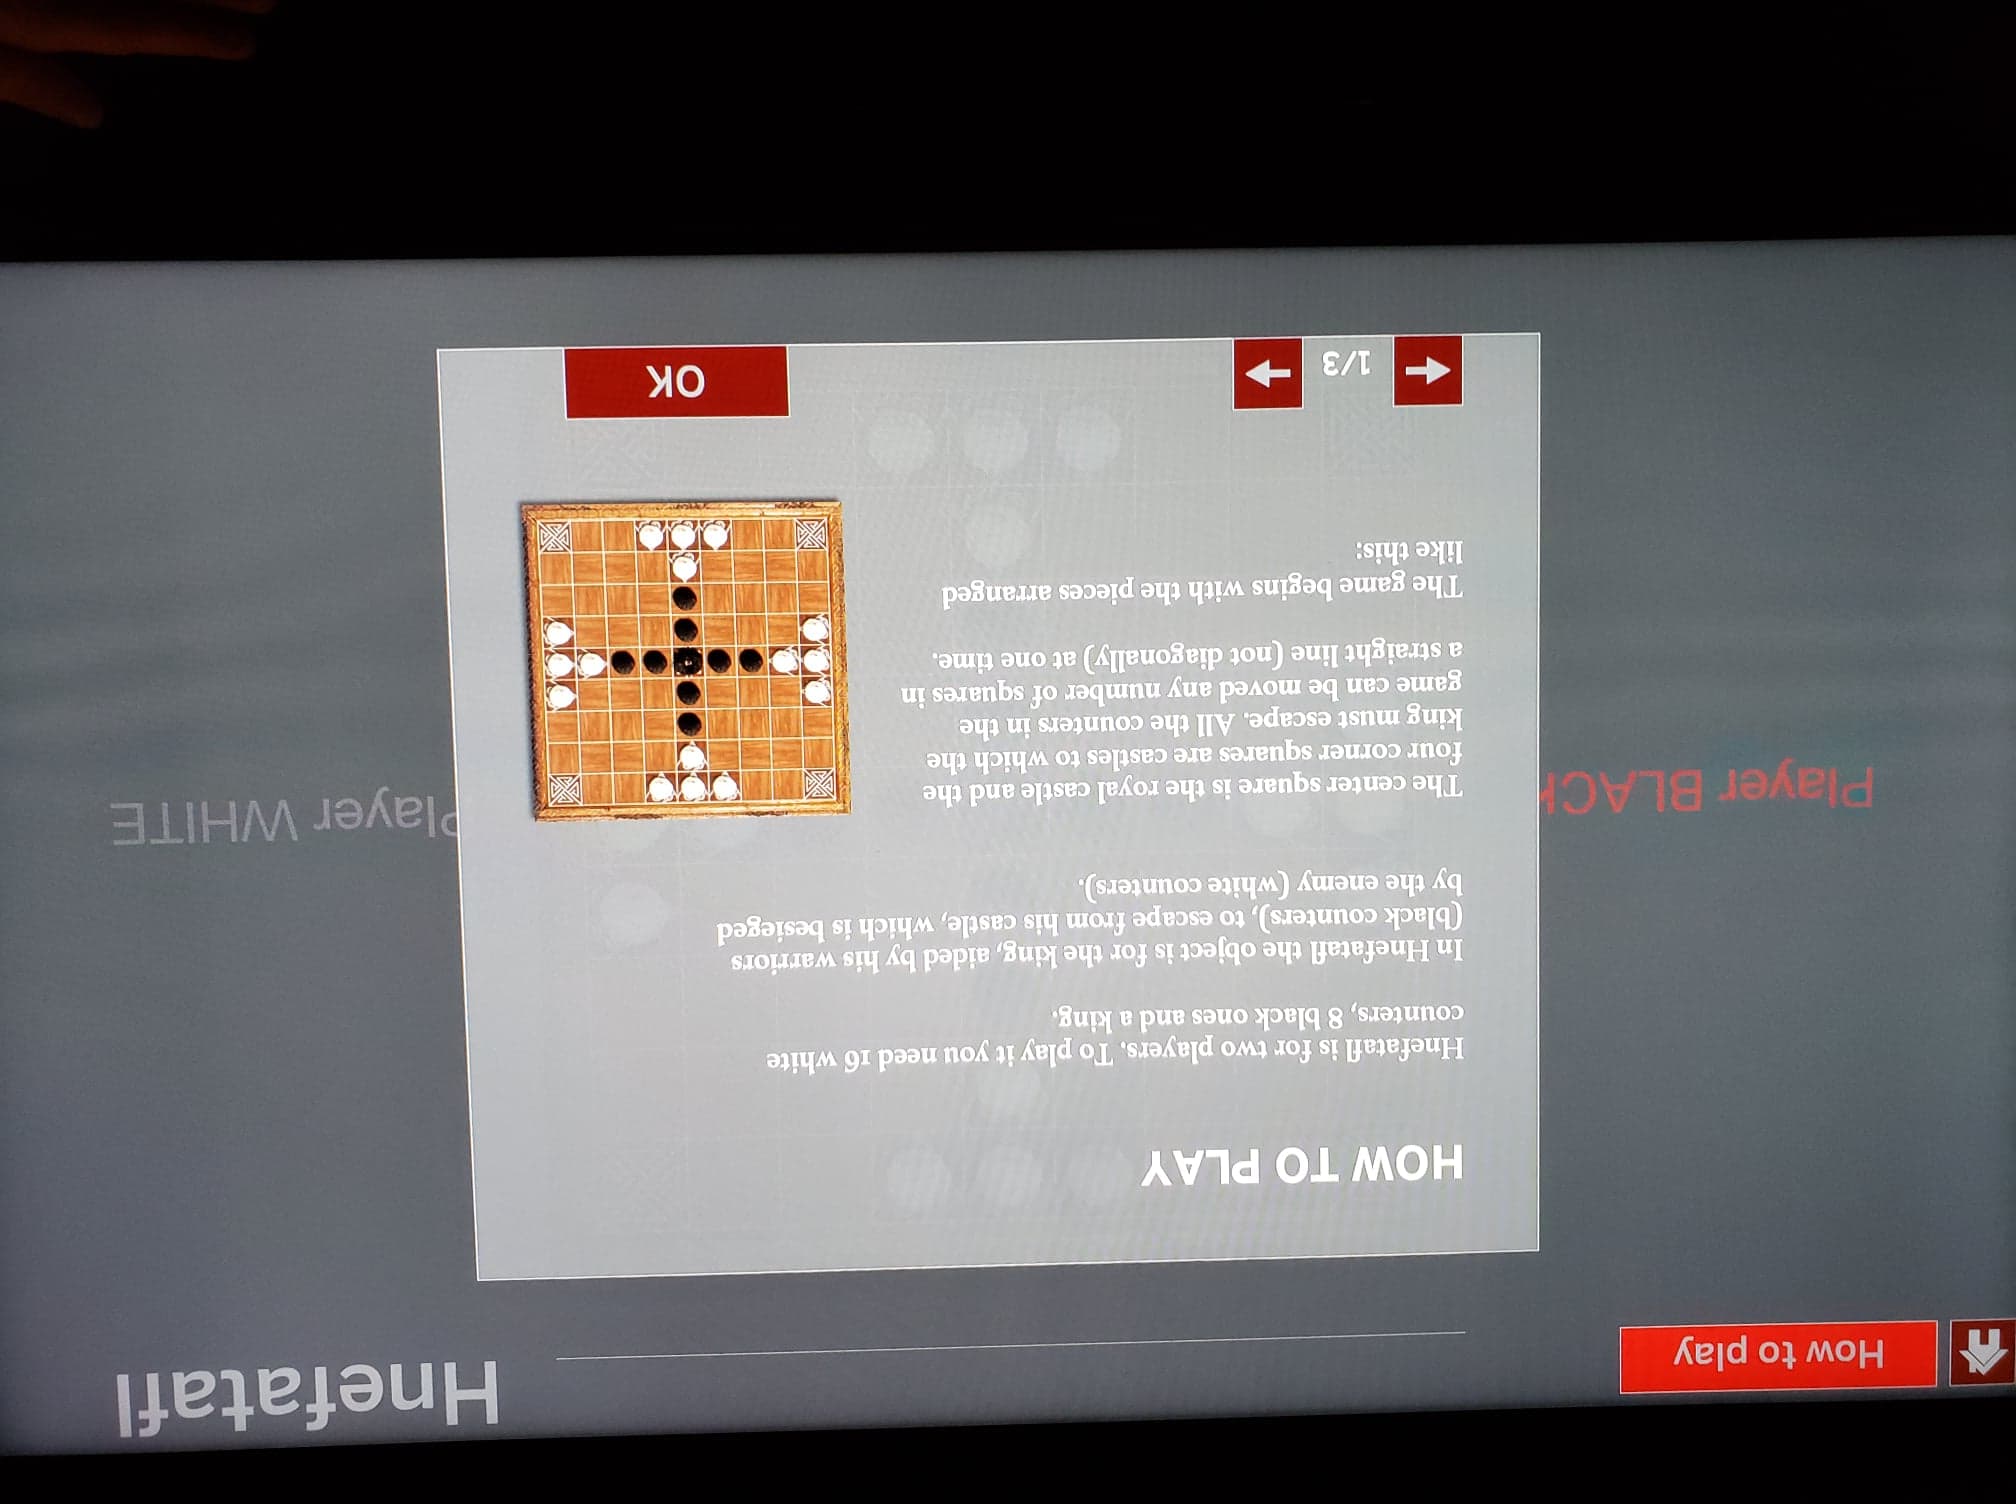 How to play
Hnefatafl
HOW TO PLAY
Hnefatafl is for two players. To play it you need 16 white
counters, 8 black ones and a king.
In Hnefatafl the object is for the king, aided by his warriors
(black counters), to escape from his castle, which is besieged
by the enemy (white counters).
The center square is the royal castle and the
four corner squares are castles to which the
king must escape. All the counters in the
game can be moved any number of squares in
a straight line (not diagonally) at one time.
The game begins with the pieces arranged
like this:
Player BLACK
Player WHITE
1/3
OK